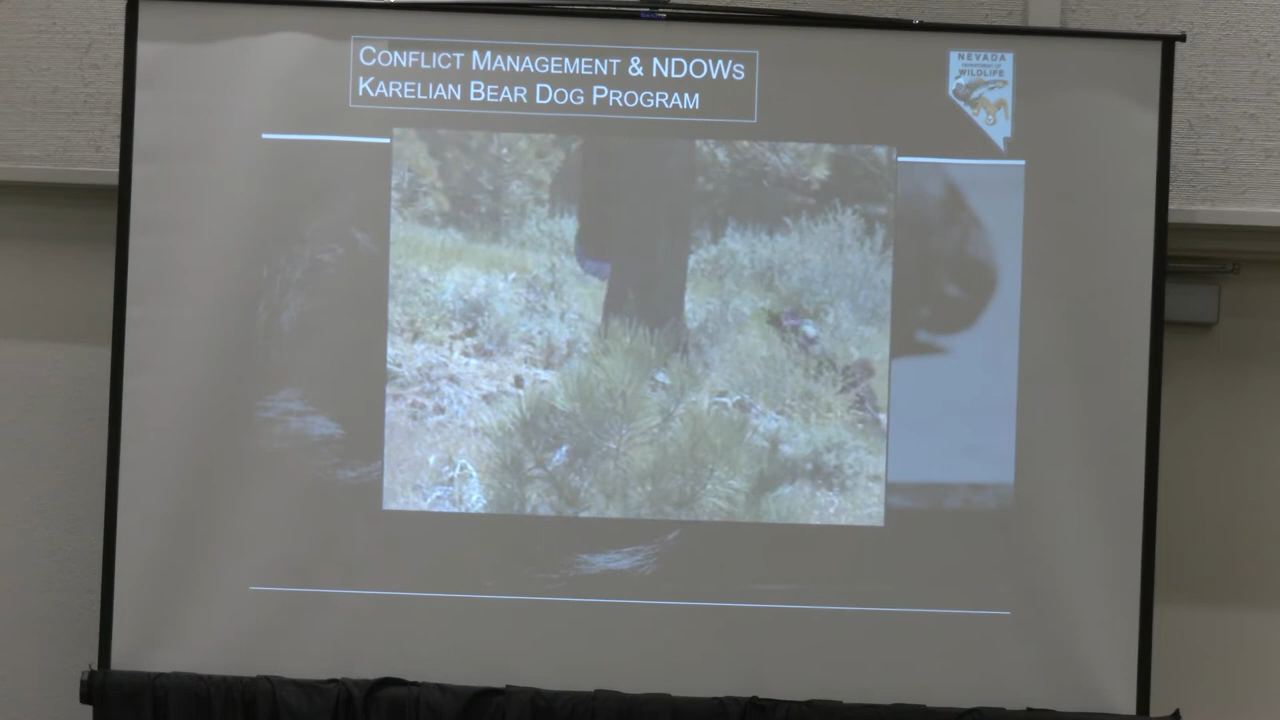 CONFLICT MANAGEMENT & NDOWS
KARELIAN BEAR DOG PROGRAM
NEVADA
DEPARTMENT OF
WILDLIFE